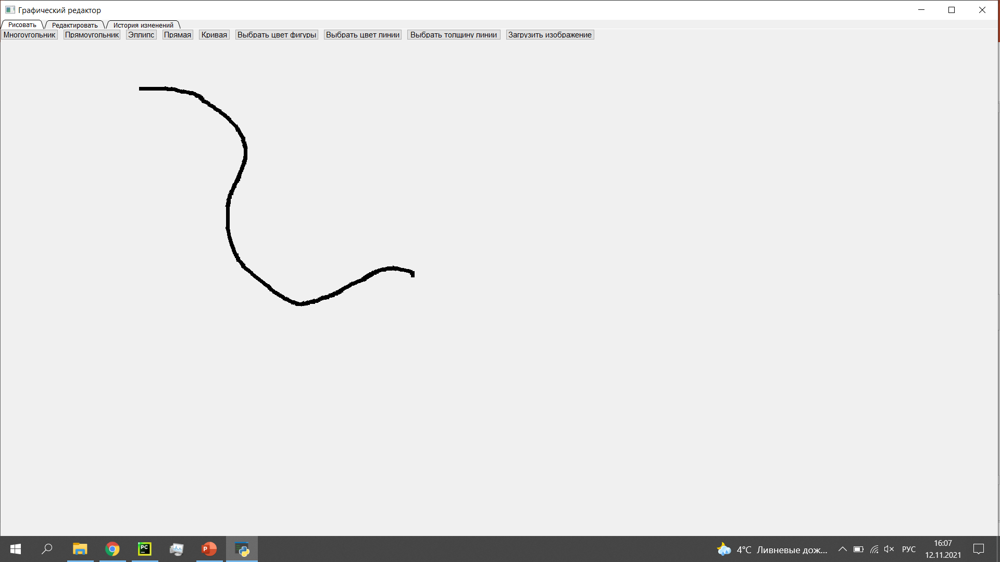 Графический редактор
Рисовать Редактировать История изменений
Многоугольник Прямоугольник Эллипс Прямая Кривая Выбрать цвет фигуры Выбрать цвет линии Выбрать толщину линии Загрузить изображение
PC P 4°C Ливневые дож... РУС 16:07
12.11.2021